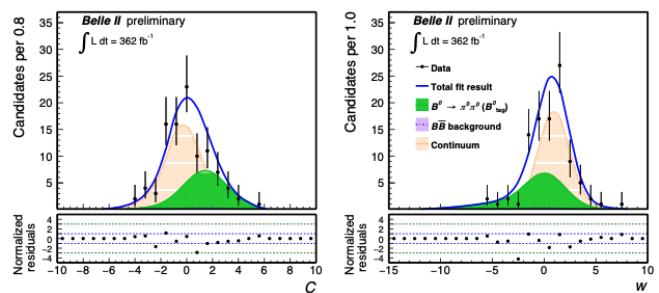 Belle II preliminary
∫ L dt = 362 fb⁻¹
Candidates per 0.8
35
30
25
20
15
10
5
Normalized residuals
4
2
0
-2
-4
-10 -8 -6 -4 -2 0 2 4 6 8 10
C
Belle II preliminary
∫ L dt = 362 fb⁻¹
Candidates per 1.0
35
30
25
20
15
10
5
Data
Total fit result
B⁰ → π⁰π⁰ (B⁰tag)
BB̅ background
Continuum
Normalized residuals
4
2
0
-2
-4
-15 -10 -5 0 5 10
w